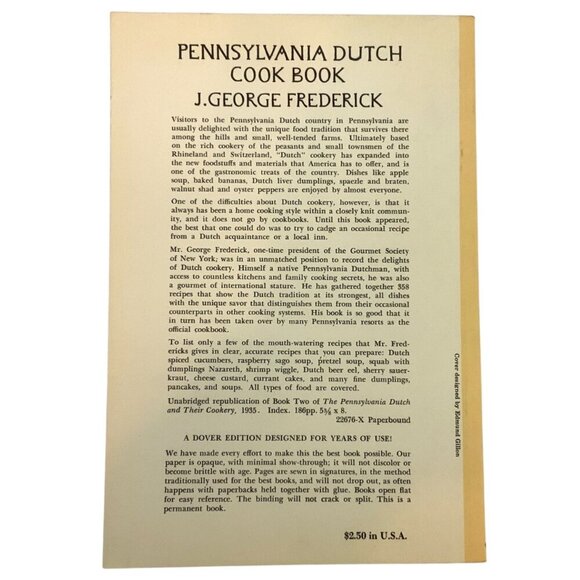 PENNSYLVANIA DUTCH
COOK BOOK
J. GEORGE FREDERICK
Visitors to the Pennsylvania Dutch country in Pennsylvania are
usually delighted with the unique food tradition that survives there
among the hills and small, well-tended farms. Ultimately based
on the rich cookery of the peasants and small townsmen of the
Rhineland and Switzerland, "Dutch" cookery has expanded into
the new foodstuffs and materials that America has to offer, and is
one of the gastronomic treats of the country. Dishes like apple
soup, baked bananas, Dutch liver dumplings, spaezle and braten,
walnut shad and oyster peppers are enjoyed by almost everyone.
One of the difficulties about Dutch cookery, however, is that it
always has been a home cooking style within a closely knit commun-
ity, and it does not go by cookbooks. Until this book appeared,
the best that one could do was to try to cadge an occasional recipe
from a Dutch acquaintance or a local inn.
Mr. George Frederick, one-time president of the Gourmet Society
of New York, was in an unmatched position to record the delights
of Dutch cookery. Himself a native Pennsylvania Dutchman, with
access to countless kitchens and family cooking secrets, he was also
a gourmet of international stature. He has gathered together 358
recipes that show the Dutch tradition at its strongest, all dishes
with the unique savor that distinguishes them from their occasional
counterparts in other cooking systems. His book is so good that it
in turn has been taken over by many Pennsylvania resorts as the
official cookbook.
To list only a few of the mouth-watering recipes that Mr. Fred-
ericks gives in clear, accurate recipes that you can prepare: Dutch
spiced cucumbers, raspberry sago soup, pretzel soup, squab with
dumplings Nazareth, shrimp wiggle, Dutch beer eel, sherry sauer-
kraut, cheese custard, currant cakes, and many fine dumplings,
pancakes, and soups. All types of food are covered.
Unabridged republication of Book Two of The Pennsylvania Dutch
and Their Cookery, 1935. Index. 186pp. 5⅜ x 8.
22676-X Paperbound
A DOVER EDITION DESIGNED FOR YEARS OF USE!
We have made every effort to make this the best book possible. Our
paper is opaque, with minimal show-through; it will not discolor or
become brittle with age. Pages are sewn in signatures, in the method
traditionally used for the best books, and will not drop out, as often
happens with paperbacks held together with glue. Books open flat
for easy reference. The binding will not crack or split. This is a
permanent book.
$2.50 in U.S.A.
Cover designed by Edmund Gillon